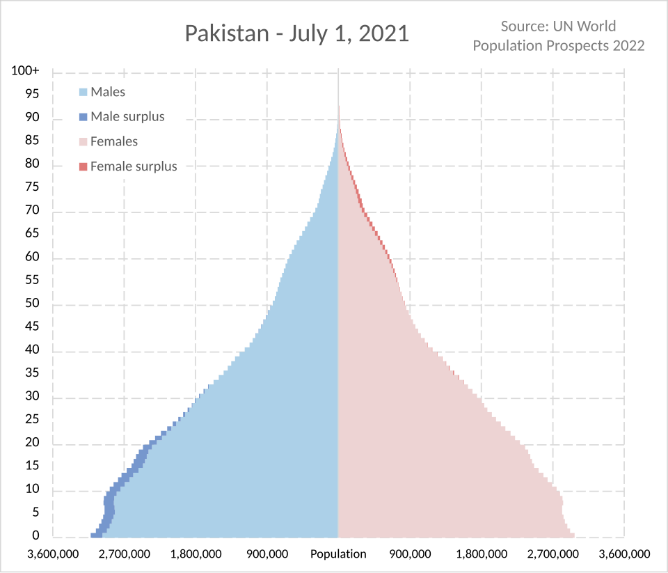 Pakistan - July 1, 2021
Source: UN World
Population Prospects 2022
100+
95
90
85
80
75
70
65
60
55
50
45
40
35
30
25
20
15
10
5
0
Males
Male surplus
Females
Female surplus
3,600,000 2,700,000 1,800,000 900,000 Population 900,000 1,800,000 2,700,000 3,600,000